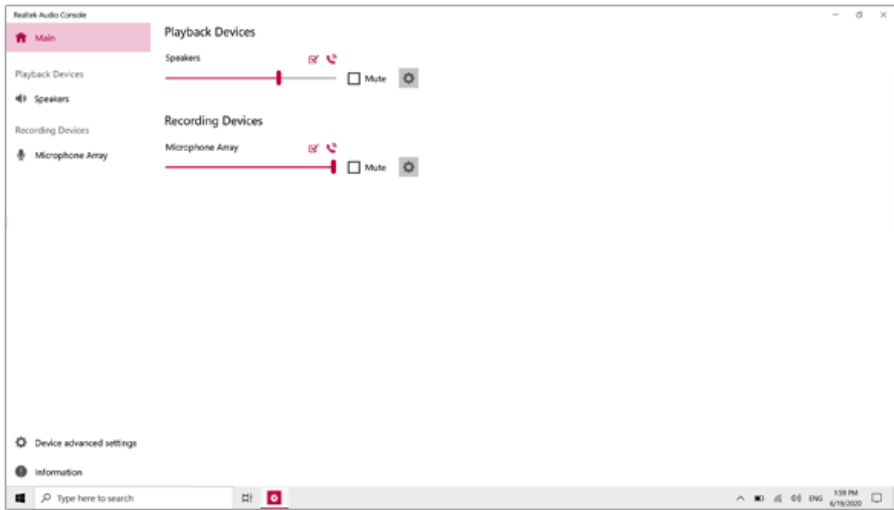 Realtek Audio Console
Main
Playback Devices
Speakers
Recording Devices
Microphone Array
Device advanced settings
Information
Playback Devices
Speakers
Mute
Recording Devices
Microphone Array
Mute
Type here to search
ENG
1:59 PM
6/19/2020